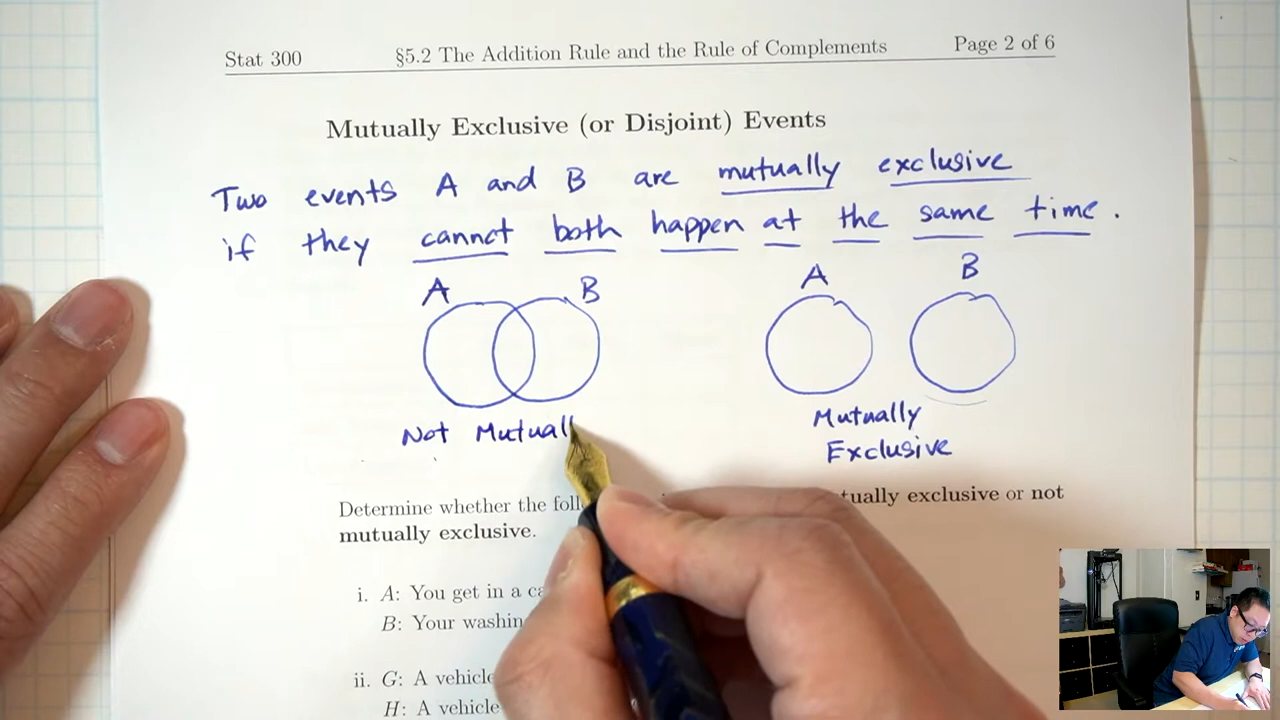 Stat 300 §5.2 The Addition Rule and the Rule of Complements Page 2 of 6
Mutually Exclusive (or Disjoint) Events
Two events A and B are mutually exclusive
if they cannot both happen at the same time.
A B A B
Not Mutuall Mutually
Exclusive
Determine whether the foll tually exclusive or not
mutually exclusive.
i. A: You get in a ca
B: Your washin
ii. G: A vehicle
H: A vehicle